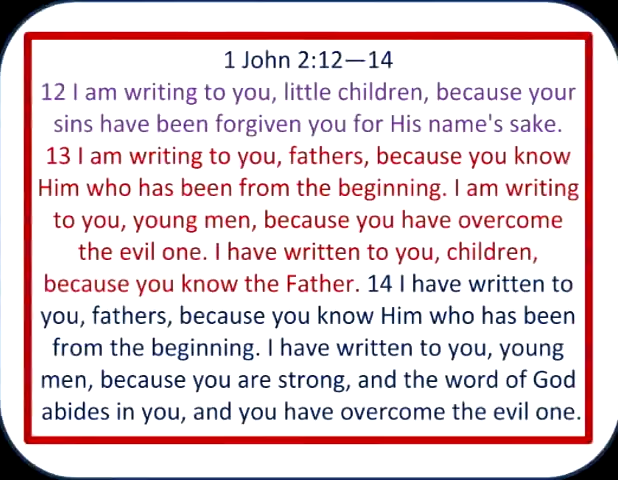 1 John 2:12—14
12 I am writing to you, little children, because your
sins have been forgiven you for His name's sake.
13 I am writing to you, fathers, because you know
Him who has been from the beginning. I am writing
to you, young men, because you have overcome
the evil one. I have written to you, children,
because you know the Father. 14 I have written to
you, fathers, because you know Him who has been
from the beginning. I have written to you, young
men, because you are strong, and the word of God
abides in you, and you have overcome the evil one.